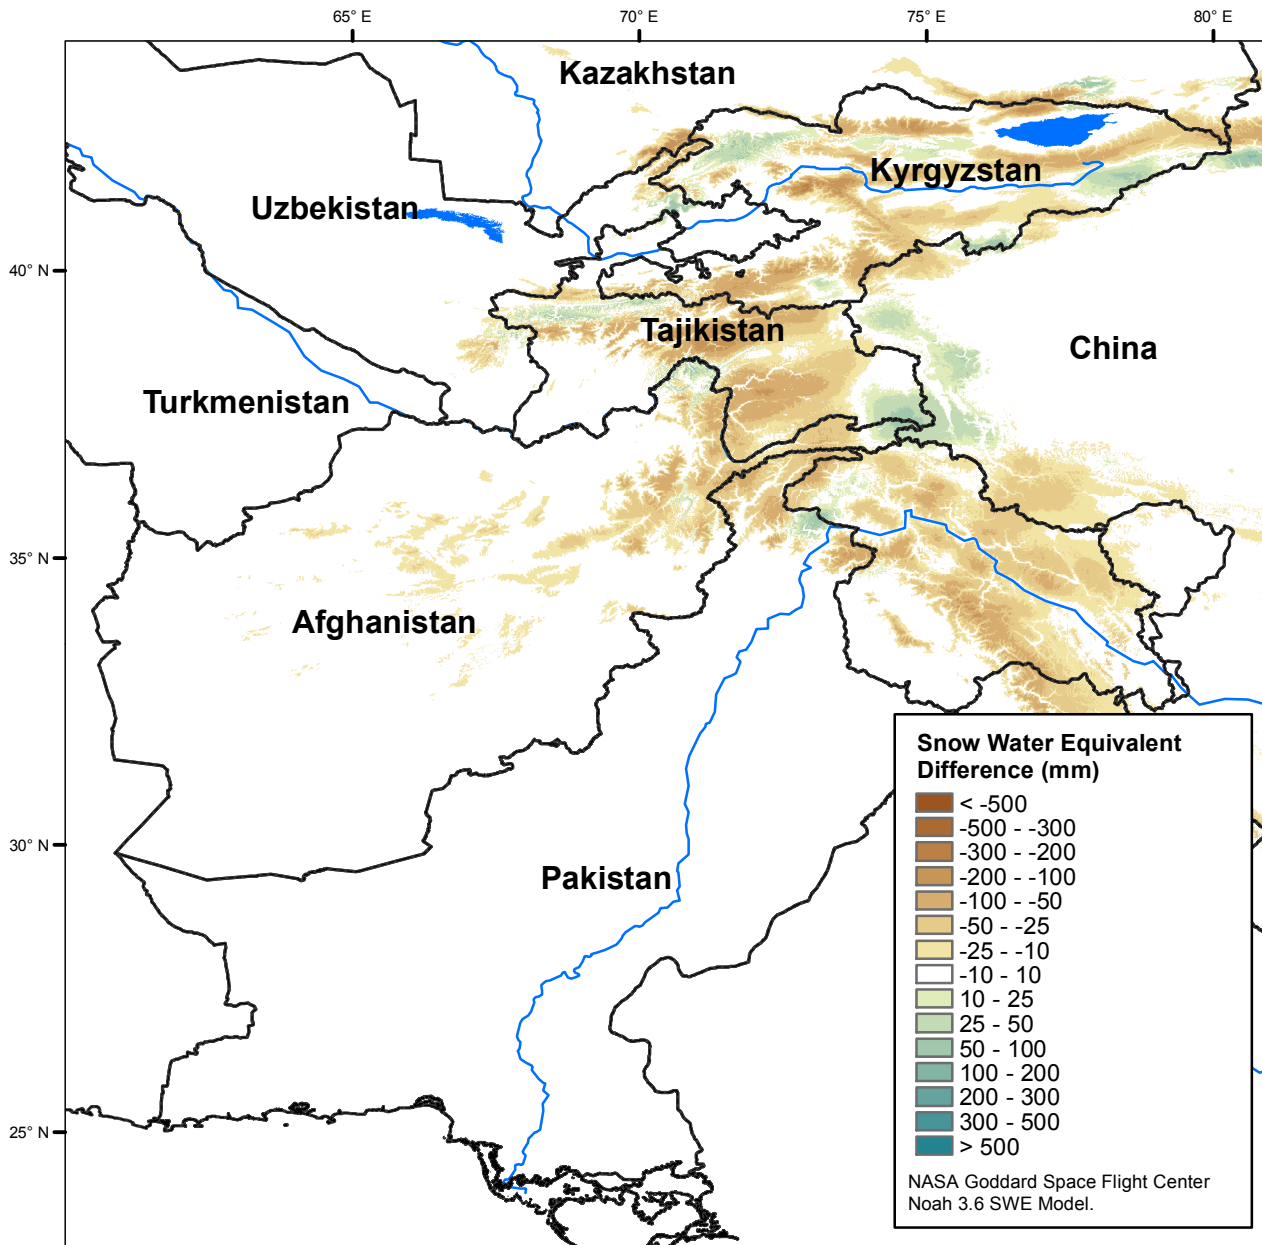 65° E
70° E
75° E
80° E
Kazakhstan
Kyrgyzstan
Uzbekistan
40° N
Tajikistan
China
Turkmenistan
35° N
Afghanistan
Snow Water Equivalent
Difference (mm)
< -500
-500 - -300
-300 - -200
-200 - -100
-100 - -50
-50 - -25
-25 - -10
-10 - 10
10 - 25
25 - 50
50 - 100
100 - 200
200 - 300
300 - 500
> 500
NASA Goddard Space Flight Center
Noah 3.6 SWE Model.
30° N
Pakistan
25° N